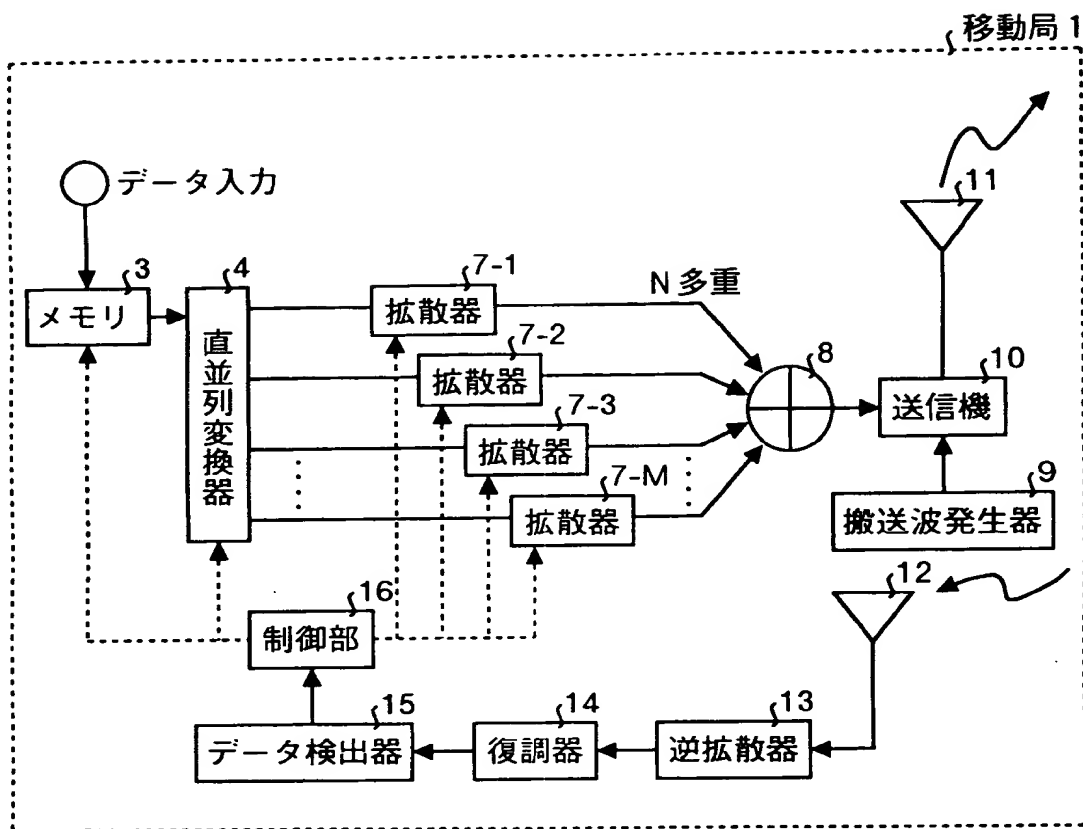 移動局1
データ入力
11
3
4
7-1
N 多重
メモリ
直並列変換器
拡散器
7-2
8
拡散器
10
送信機
7-3
拡散器
7-M
9
拡散器
搬送波発生器
12
16
制御部
15
14
13
データ検出器
復調器
逆拡散器